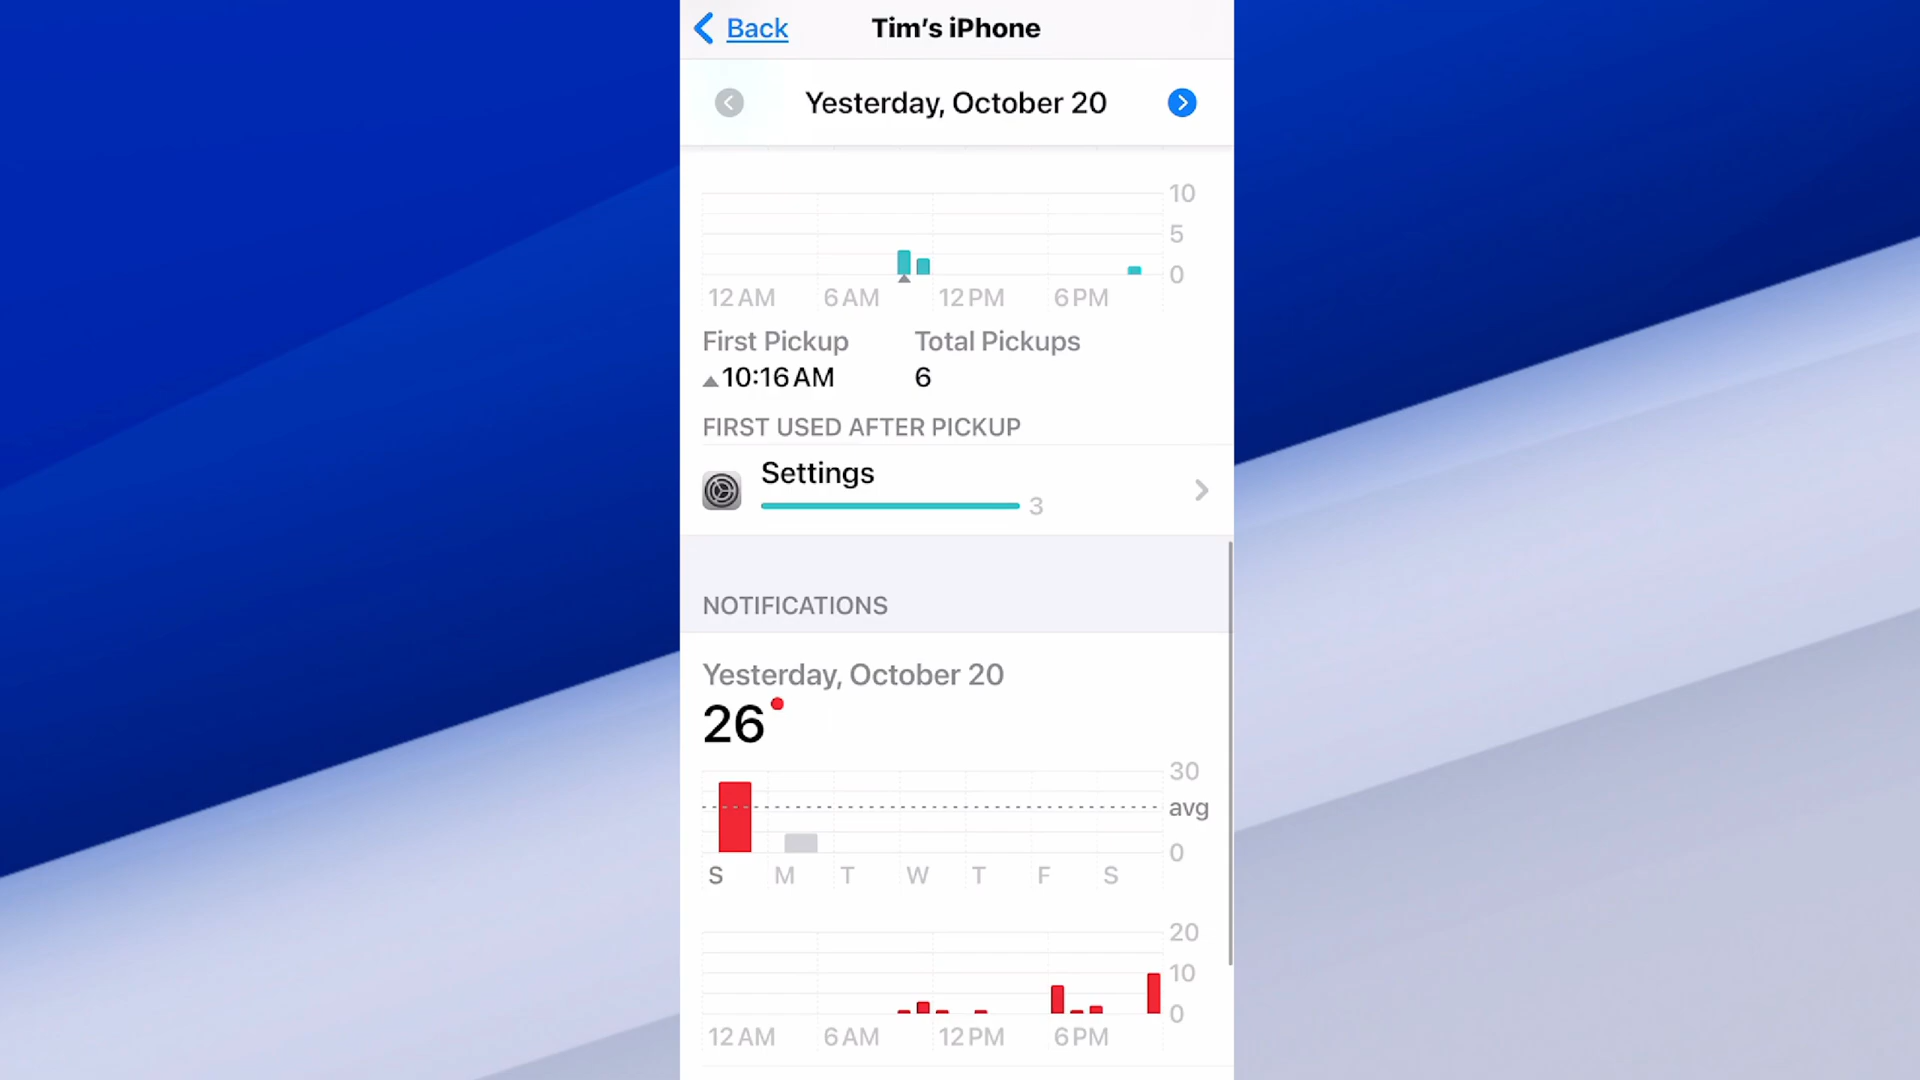 Back
Tim's iPhone
Yesterday, October 20
10
5
0
12 AM 6 AM 12 PM 6 PM
First Pickup Total Pickups
10:16 AM 6
FIRST USED AFTER PICKUP
Settings
3
NOTIFICATIONS
Yesterday, October 20
26
30
avg
0
S M T W T F S
20
10
0
12 AM 6 AM 12 PM 6 PM